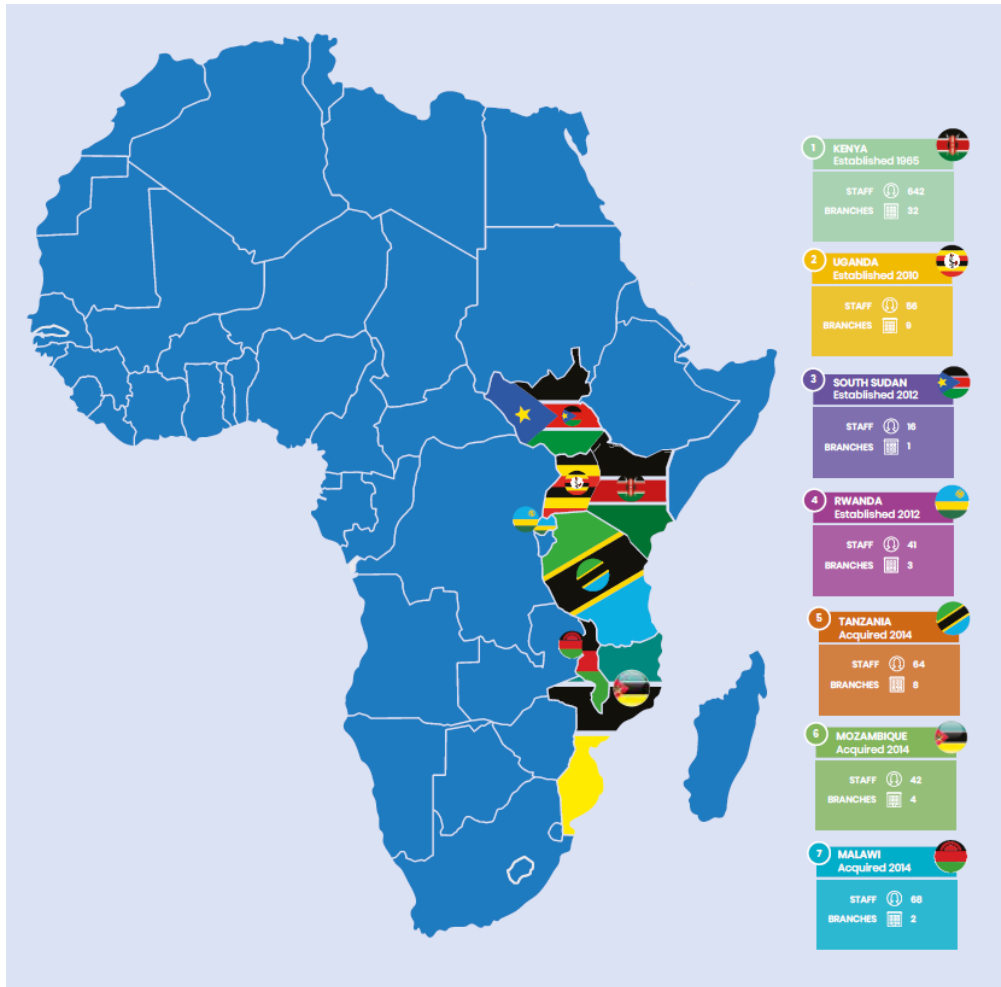 1 KENYA
Established 1965
STAFF 642
BRANCHES 32
2 UGANDA
Established 2010
STAFF 56
BRANCHES 9
3 SOUTH SUDAN
Established 2012
STAFF 16
BRANCHES 1
4 RWANDA
Established 2012
STAFF 41
BRANCHES 3
5 TANZANIA
Acquired 2014
STAFF 64
BRANCHES 8
6 MOZAMBIQUE
Acquired 2014
STAFF 42
BRANCHES 4
7 MALAWI
Acquired 2014
STAFF 68
BRANCHES 2